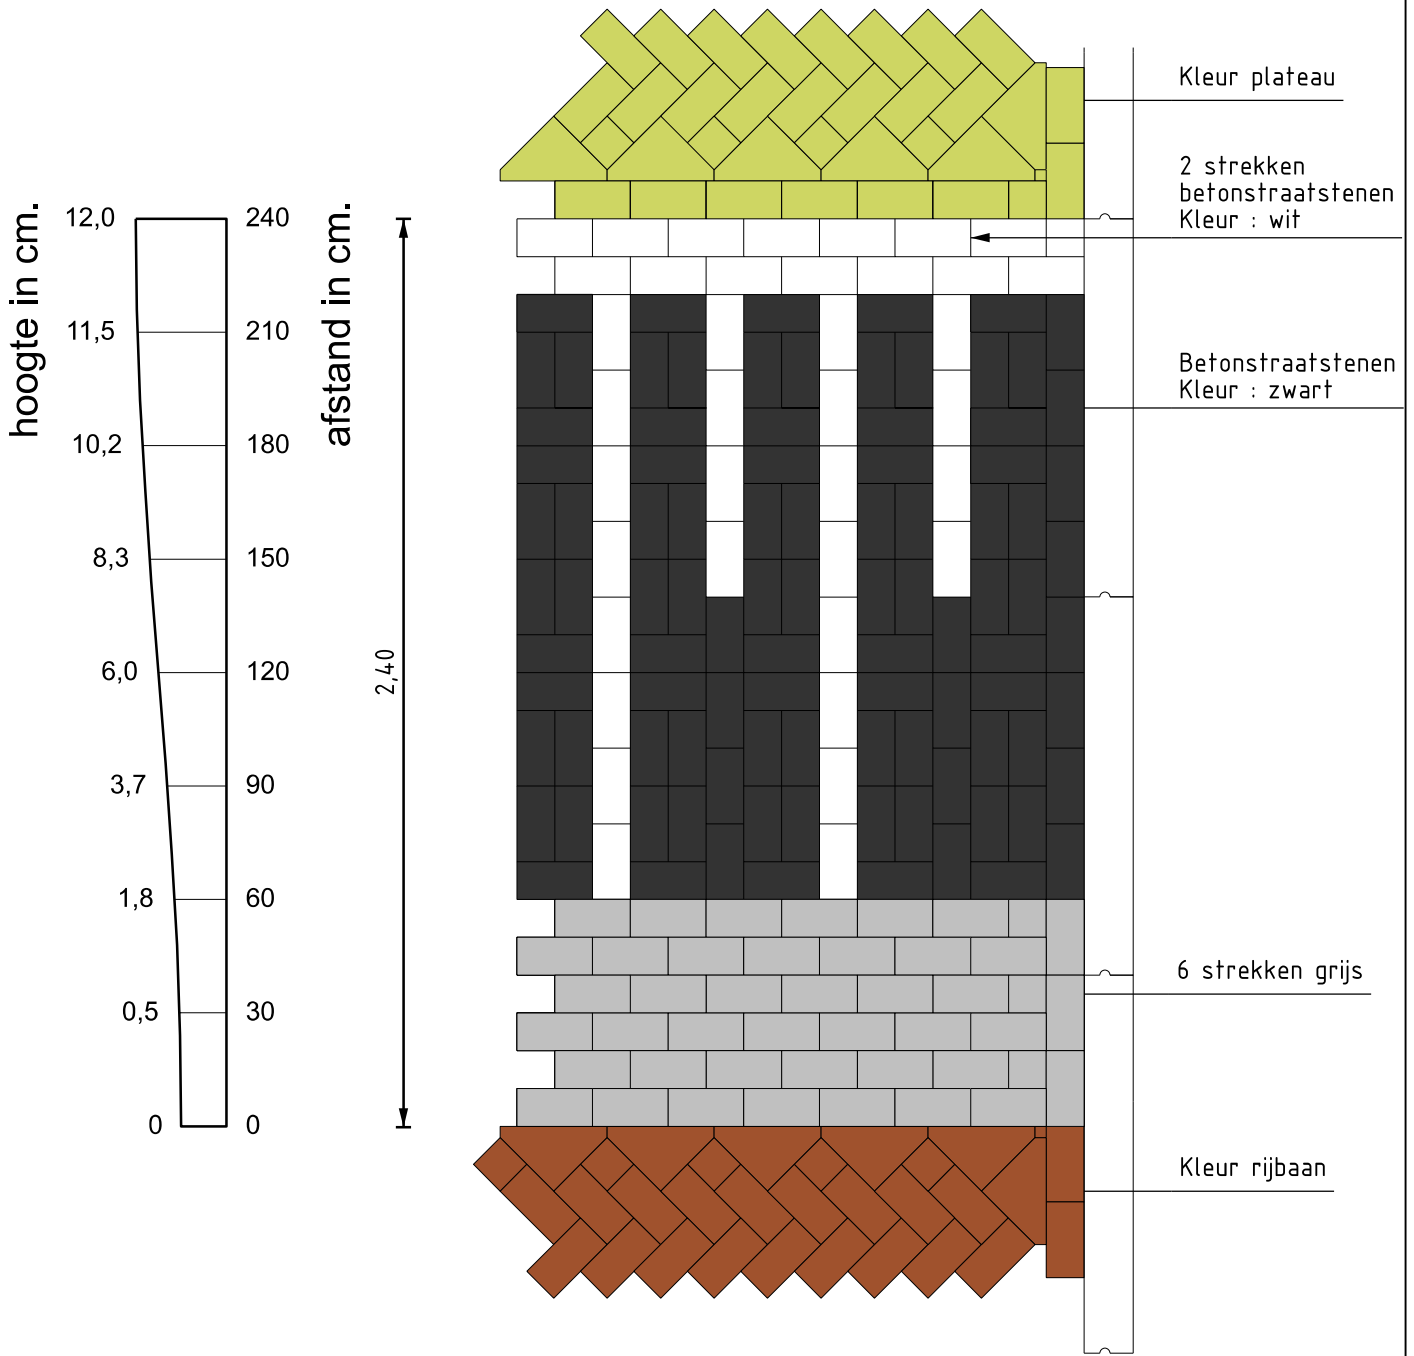 hoogte in cm.
afstand in cm.
12,0 240
11,5 210
10,2 180
8,3 150
6,0 120
3,7 90
1,8 60
0,5 30
0 0
2,40
Kleur plateau
2 strekken
betonstraatstenen
Kleur : wit
Betonstraatstenen
Kleur : zwart
6 strekken grijs
Kleur rijbaan